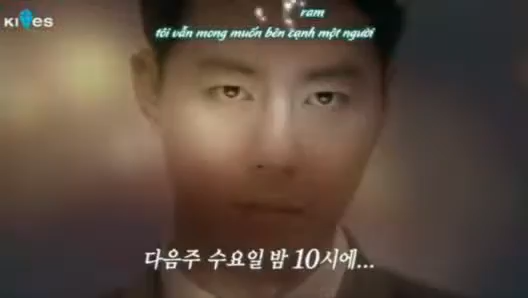 KITES
ram
tôi vẫn mong muốn bên cạnh một người
다음주 수요일 밤 10시에...